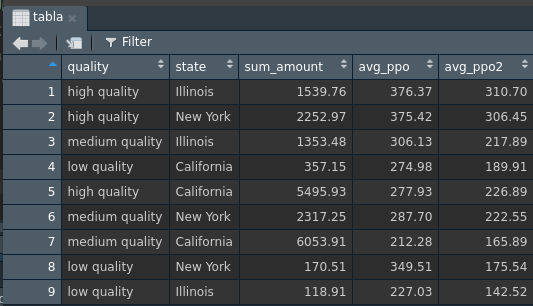 tabla
Filter
quality state sum_amount avg_ppo avg_ppo2
1 high quality Illinois 1539.76 376.37 310.70
2 high quality New York 2252.97 375.42 306.45
3 medium quality Illinois 1353.48 306.13 217.89
4 low quality California 357.15 274.98 189.91
5 high quality California 5495.93 277.93 226.89
6 medium quality New York 2317.25 287.70 222.55
7 medium quality California 6053.91 212.28 165.89
8 low quality New York 170.51 349.51 175.54
9 low quality Illinois 118.91 227.03 142.52